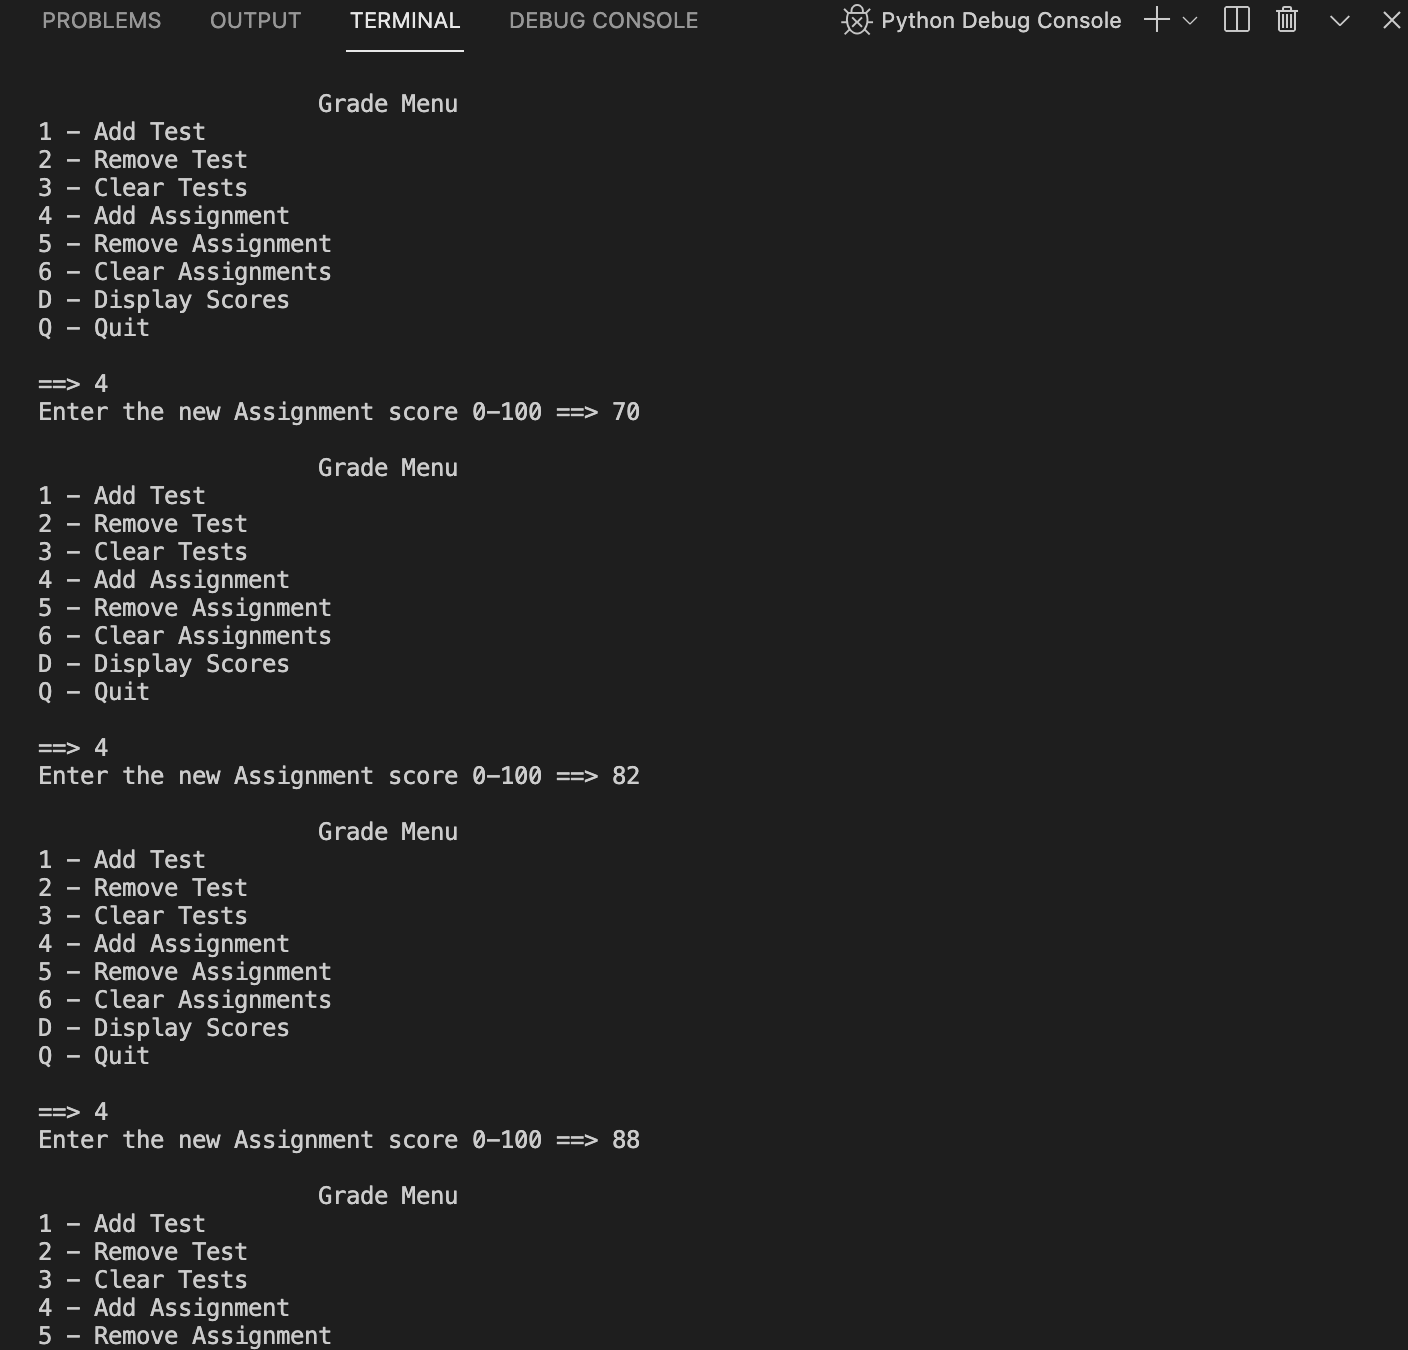 PROBLEMS OUTPUT TERMINAL DEBUG CONSOLE Python Debug Console
Grade Menu
1 - Add Test
2 - Remove Test
3 - Clear Tests
4 - Add Assignment
5 - Remove Assignment
6 - Clear Assignments
D - Display Scores
Q - Quit
==> 4
Enter the new Assignment score 0-100 ==> 70
Grade Menu
1 - Add Test
2 - Remove Test
3 - Clear Tests
4 - Add Assignment
5 - Remove Assignment
6 - Clear Assignments
D - Display Scores
Q - Quit
==> 4
Enter the new Assignment score 0-100 ==> 82
Grade Menu
1 - Add Test
2 - Remove Test
3 - Clear Tests
4 - Add Assignment
5 - Remove Assignment
6 - Clear Assignments
D - Display Scores
Q - Quit
==> 4
Enter the new Assignment score 0-100 ==> 88
Grade Menu
1 - Add Test
2 - Remove Test
3 - Clear Tests
4 - Add Assignment
5 - Remove Assignment